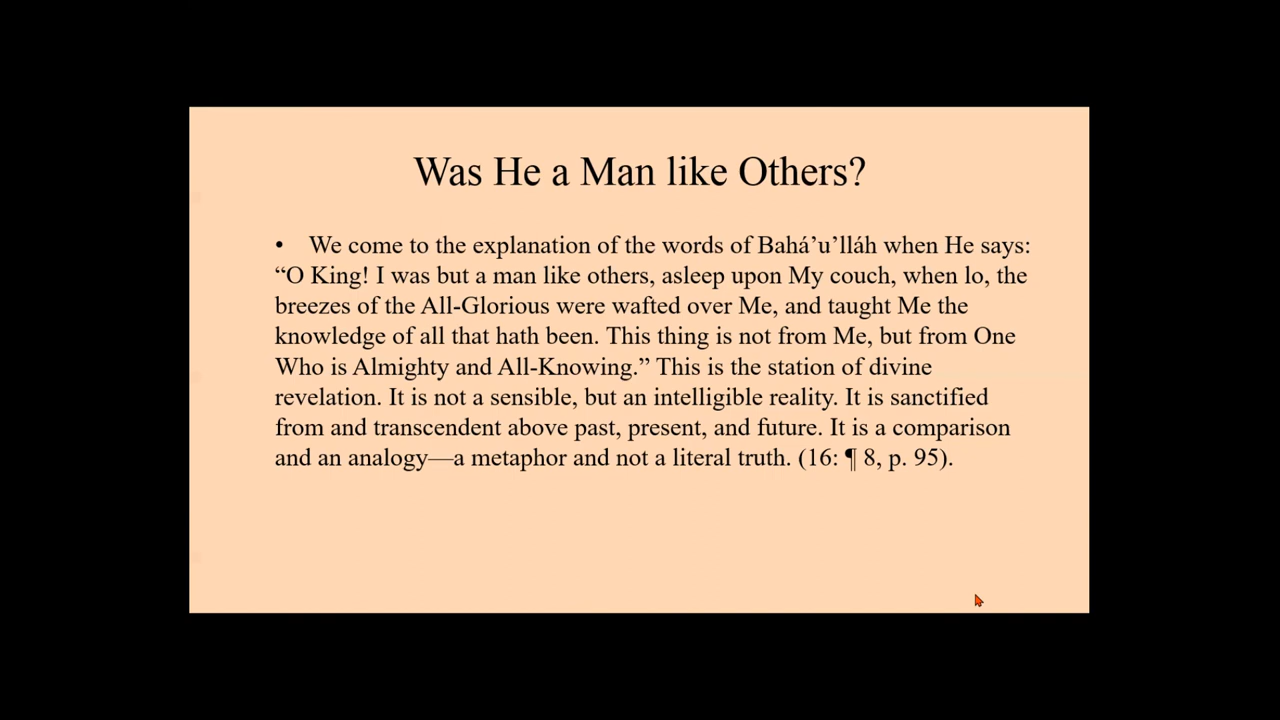 Was He a Man like Others?
• We come to the explanation of the words of Bahá’u’lláh when He says:
“O King! I was but a man like others, asleep upon My couch, when lo, the
breezes of the All-Glorious were wafted over Me, and taught Me the
knowledge of all that hath been. This thing is not from Me, but from One
Who is Almighty and All-Knowing.” This is the station of divine
revelation. It is not a sensible, but an intelligible reality. It is sanctified
from and transcendent above past, present, and future. It is a comparison
and an analogy—a metaphor and not a literal truth. (16: ¶ 8, p. 95).